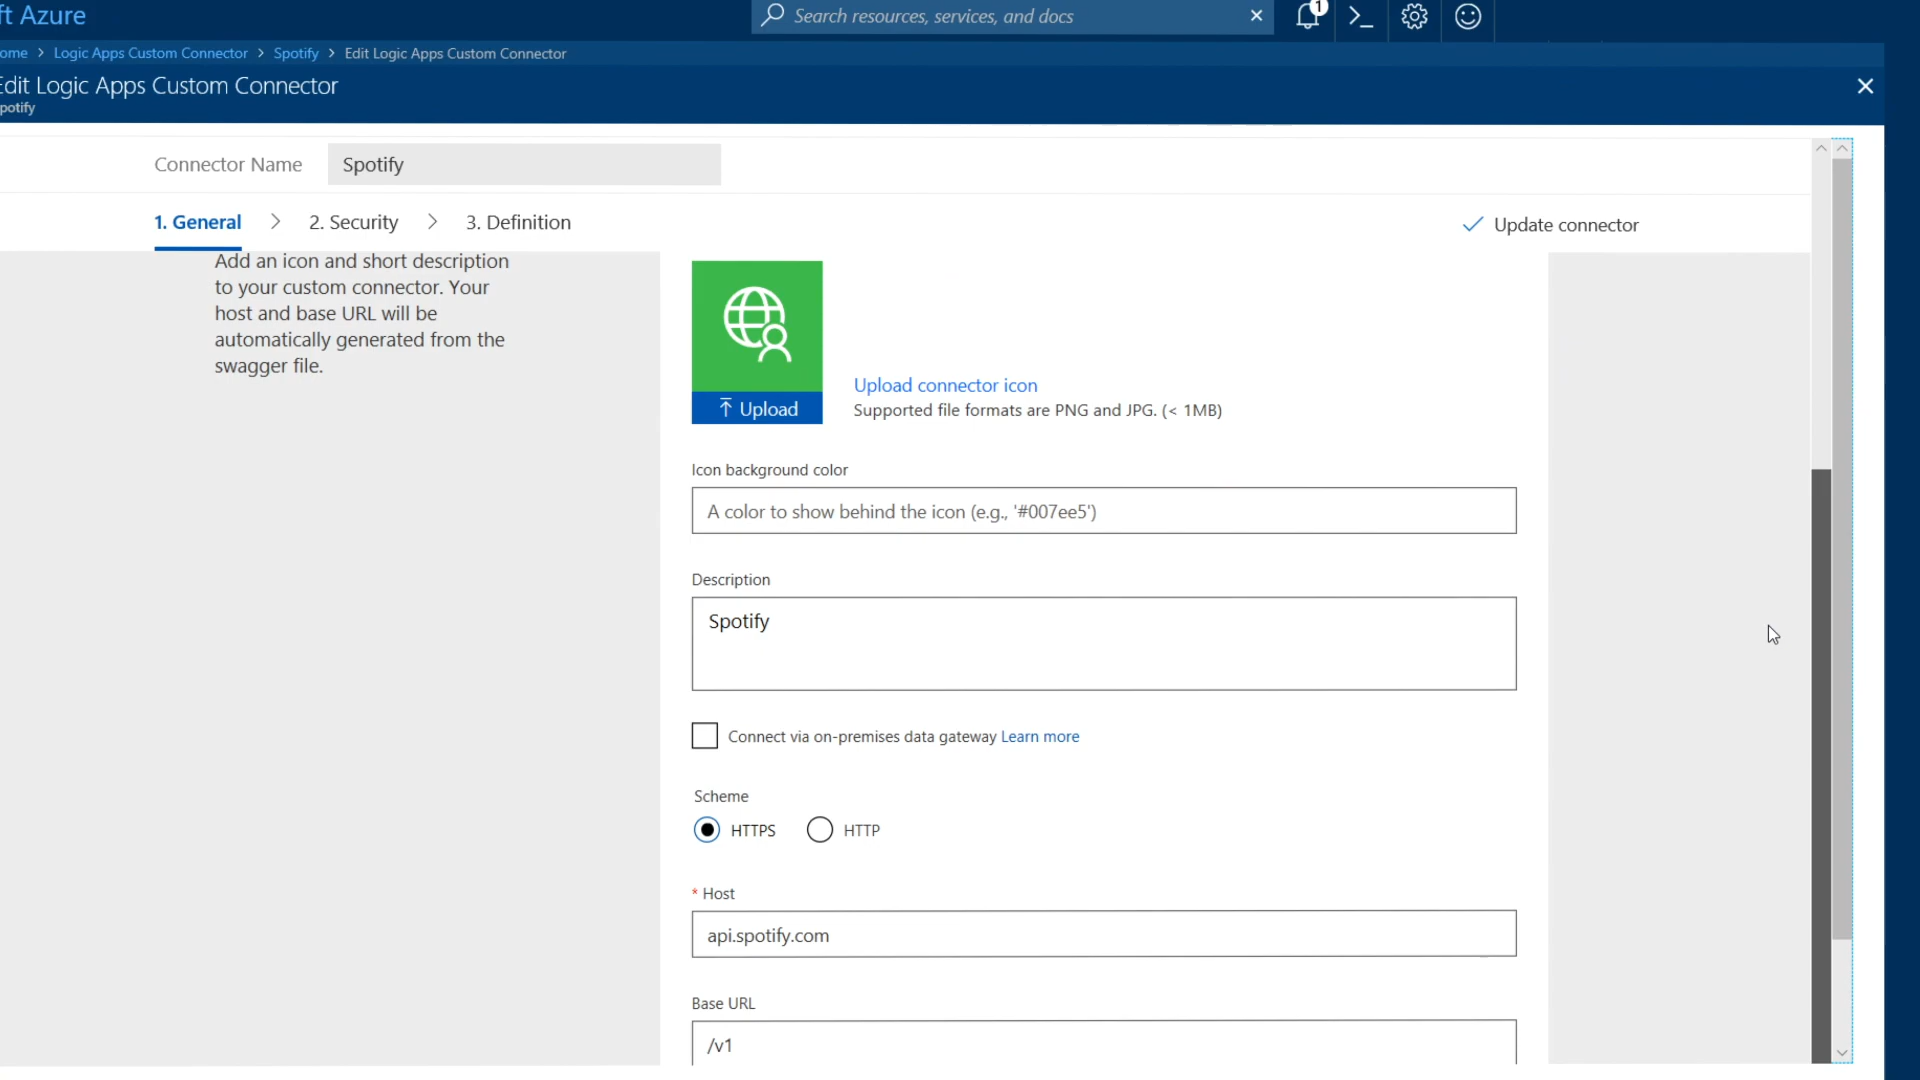 ft Azure
Search resources, services, and docs
1
ome > Logic Apps Custom Connector > Spotify > Edit Logic Apps Custom Connector
Edit Logic Apps Custom Connector
potify
Connector Name
Spotify
1. General > 2. Security > 3. Definition
Update connector
Add an icon and short description
to your custom connector. Your
host and base URL will be
automatically generated from the
swagger file.
Upload
Upload connector icon
Supported file formats are PNG and JPG. (< 1MB)
Icon background color
A color to show behind the icon (e.g., '#007ee5')
Description
Spotify
Connect via on-premises data gateway Learn more
Scheme
HTTPS
HTTP
* Host
api.spotify.com
Base URL
/v1